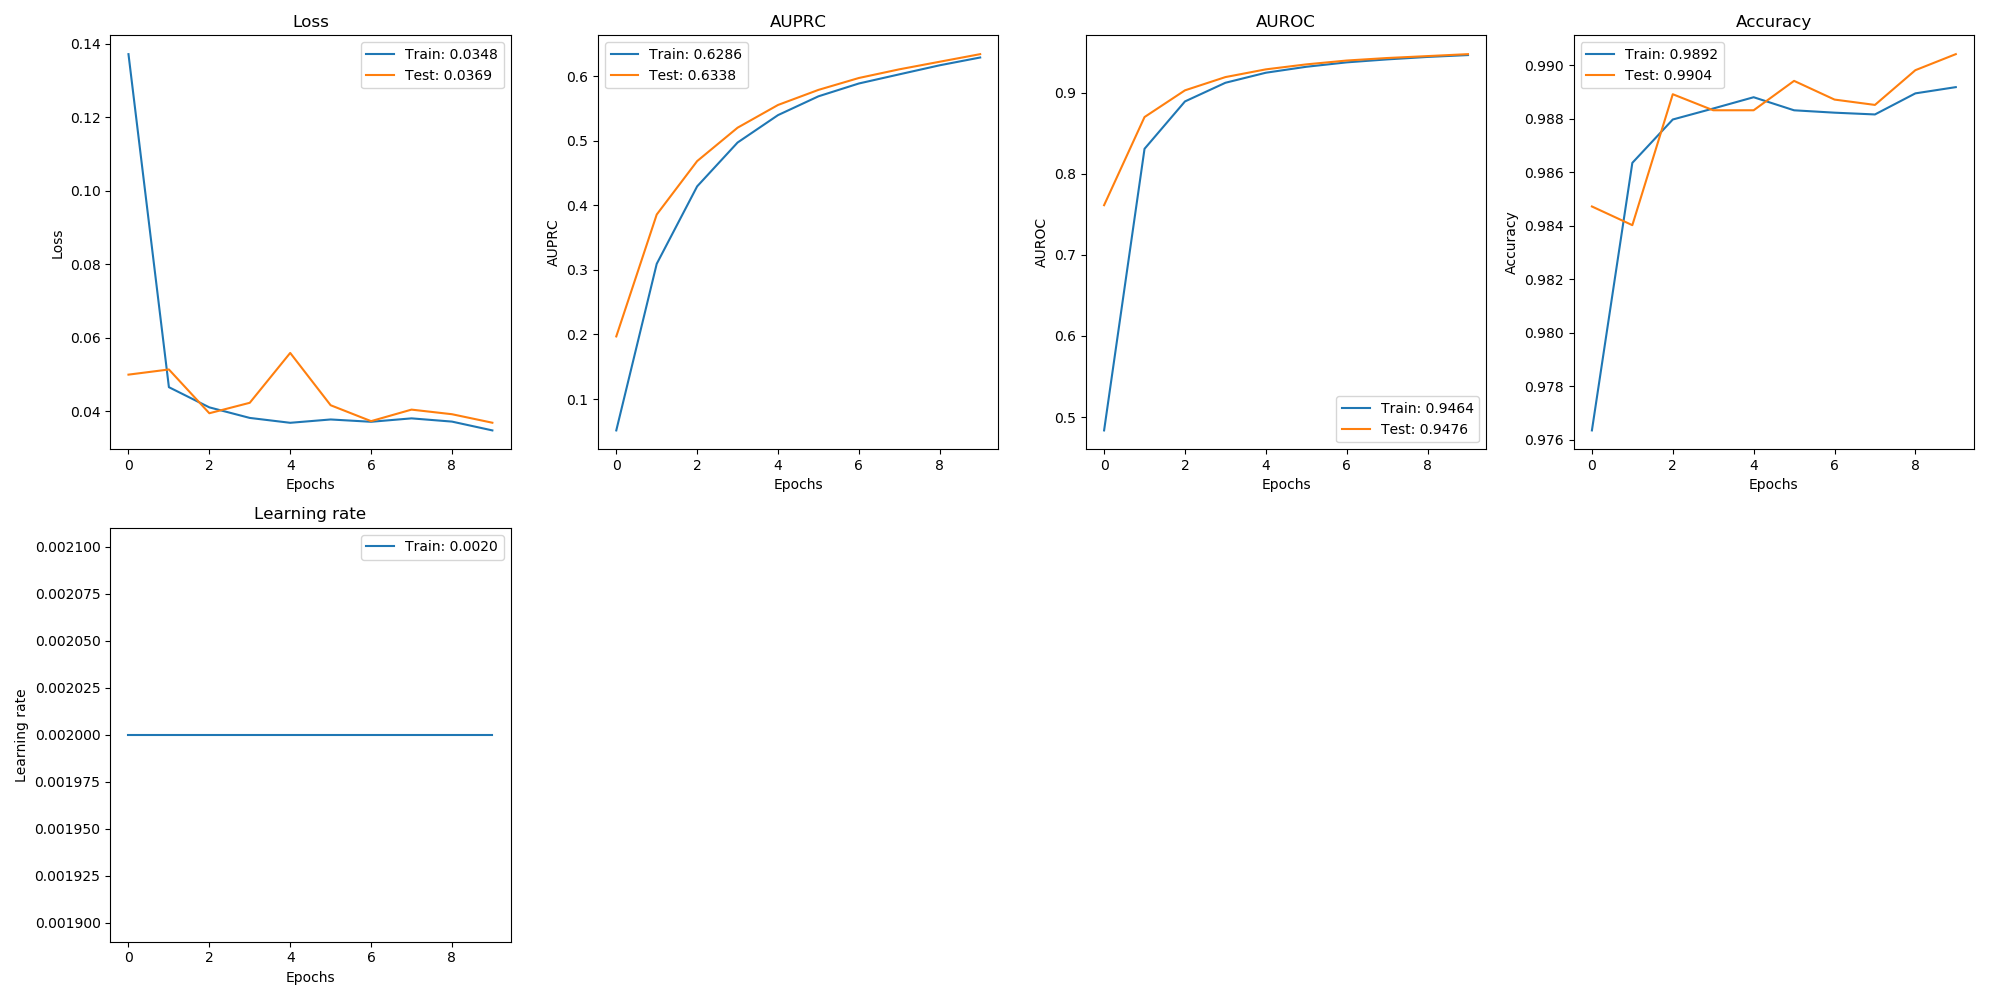 Loss
0.14
0.12
0.10
0.08
0.06
0.04
Loss
Train: 0.0348
Test: 0.0369
0 2 4 6 8
Epochs
AUPRC
0.6
0.5
0.4
0.3
0.2
0.1
AUPRC
Train: 0.6286
Test: 0.6338
0 2 4 6 8
Epochs
AUROC
0.9
0.8
0.7
0.6
0.5
AUROC
Train: 0.9464
Test: 0.9476
0 2 4 6 8
Epochs
Accuracy
0.990
0.988
0.986
0.984
0.982
0.980
0.978
0.976
Accuracy
Train: 0.9892
Test: 0.9904
0 2 4 6 8
Epochs
Learning rate
0.002100
0.002075
0.002050
0.002025
0.002000
0.001975
0.001950
0.001925
0.001900
Learning rate
Train: 0.0020
0 2 4 6 8
Epochs